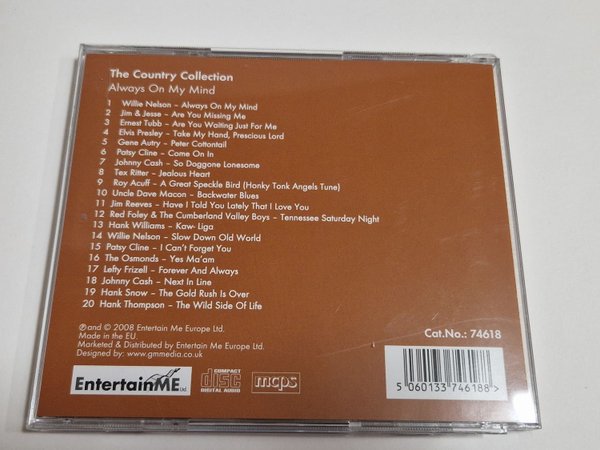 The Country Collection
Always On My Mind
1 Willie Nelson – Always On My Mind
2 Jim & Jesse – Are You Missing Me
3 Ernest Tubb – Are You Waiting Just For Me
4 Elvis Presley – Take My Hand, Prescious Lord
5 Gene Autry – Peter Cottontail
6 Patsy Cline – Come On In
7 Johnny Cash – So Doggone Lonesome
8 Tex Ritter – Jealous Heart
9 Roy Acuff – A Great Speckle Bird (Honky Tonk Angels Tune)
10 Uncle Dave Macon – Backwater Blues
11 Jim Reeves – Have I Told You Lately That I Love You
12 Red Foley & The Cumberland Valley Boys – Tennessee Saturday Night
13 Hank Williams – Kaw- Liga
14 Willie Nelson – Slow Down Old World
15 Patsy Cline – I Can't Forget You
16 The Osmonds – Yes Ma'am
17 Lefty Frizell – Forever And Always
18 Johnny Cash – Next In Line
19 Hank Snow – The Gold Rush Is Over
20 Hank Thompson – The Wild Side Of Life
℗ and © 2008 Entertain Me Europe Ltd.
Made in the EU.
Marketed & Distributed by Entertain Me Europe Ltd.
Designed by: www.gmmedia.co.uk
Cat.No.: 74618
EntertainME Ltd.
COMPACT disc DIGITAL AUDIO
mcps
5 060133 746188 >